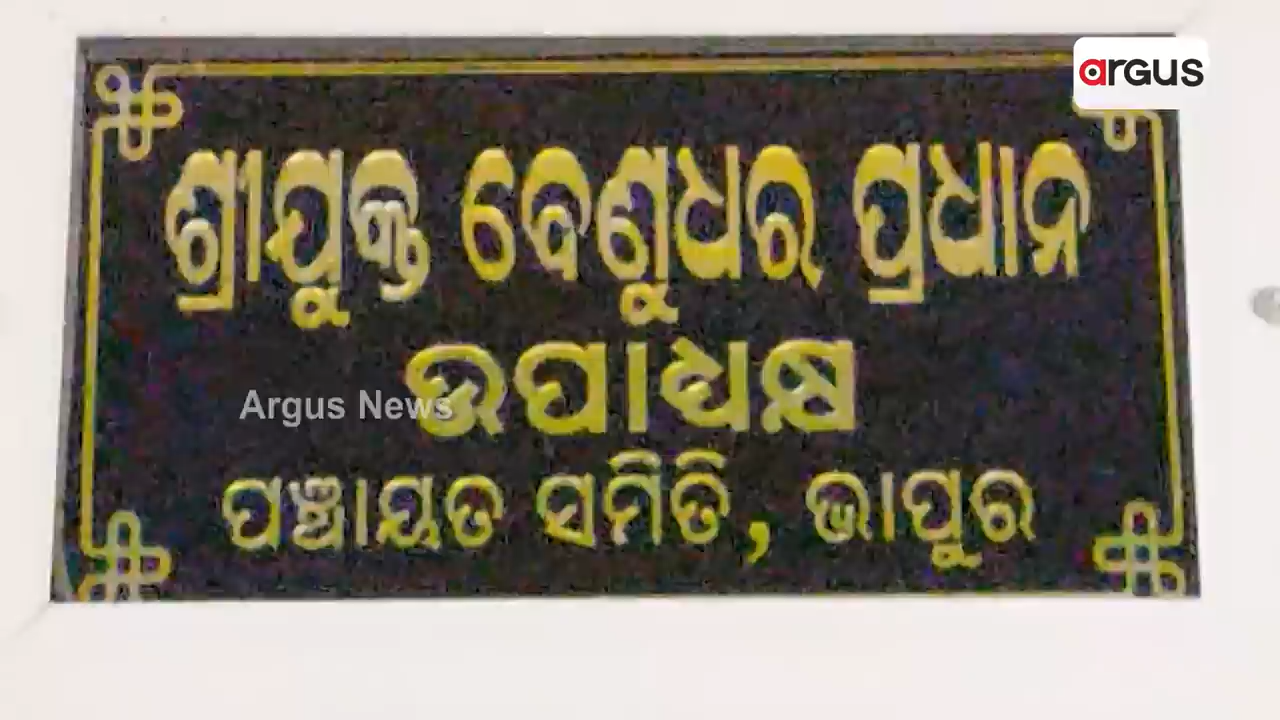 argus
ଶ୍ରୀଯୁକ୍ତ ବେଣୁଧର ପ୍ରଧାନ
ଉପାଧ୍ୟକ୍ଷ
Argus News
ପଞ୍ଚାୟତ ସମିତି, ଭାପୁର